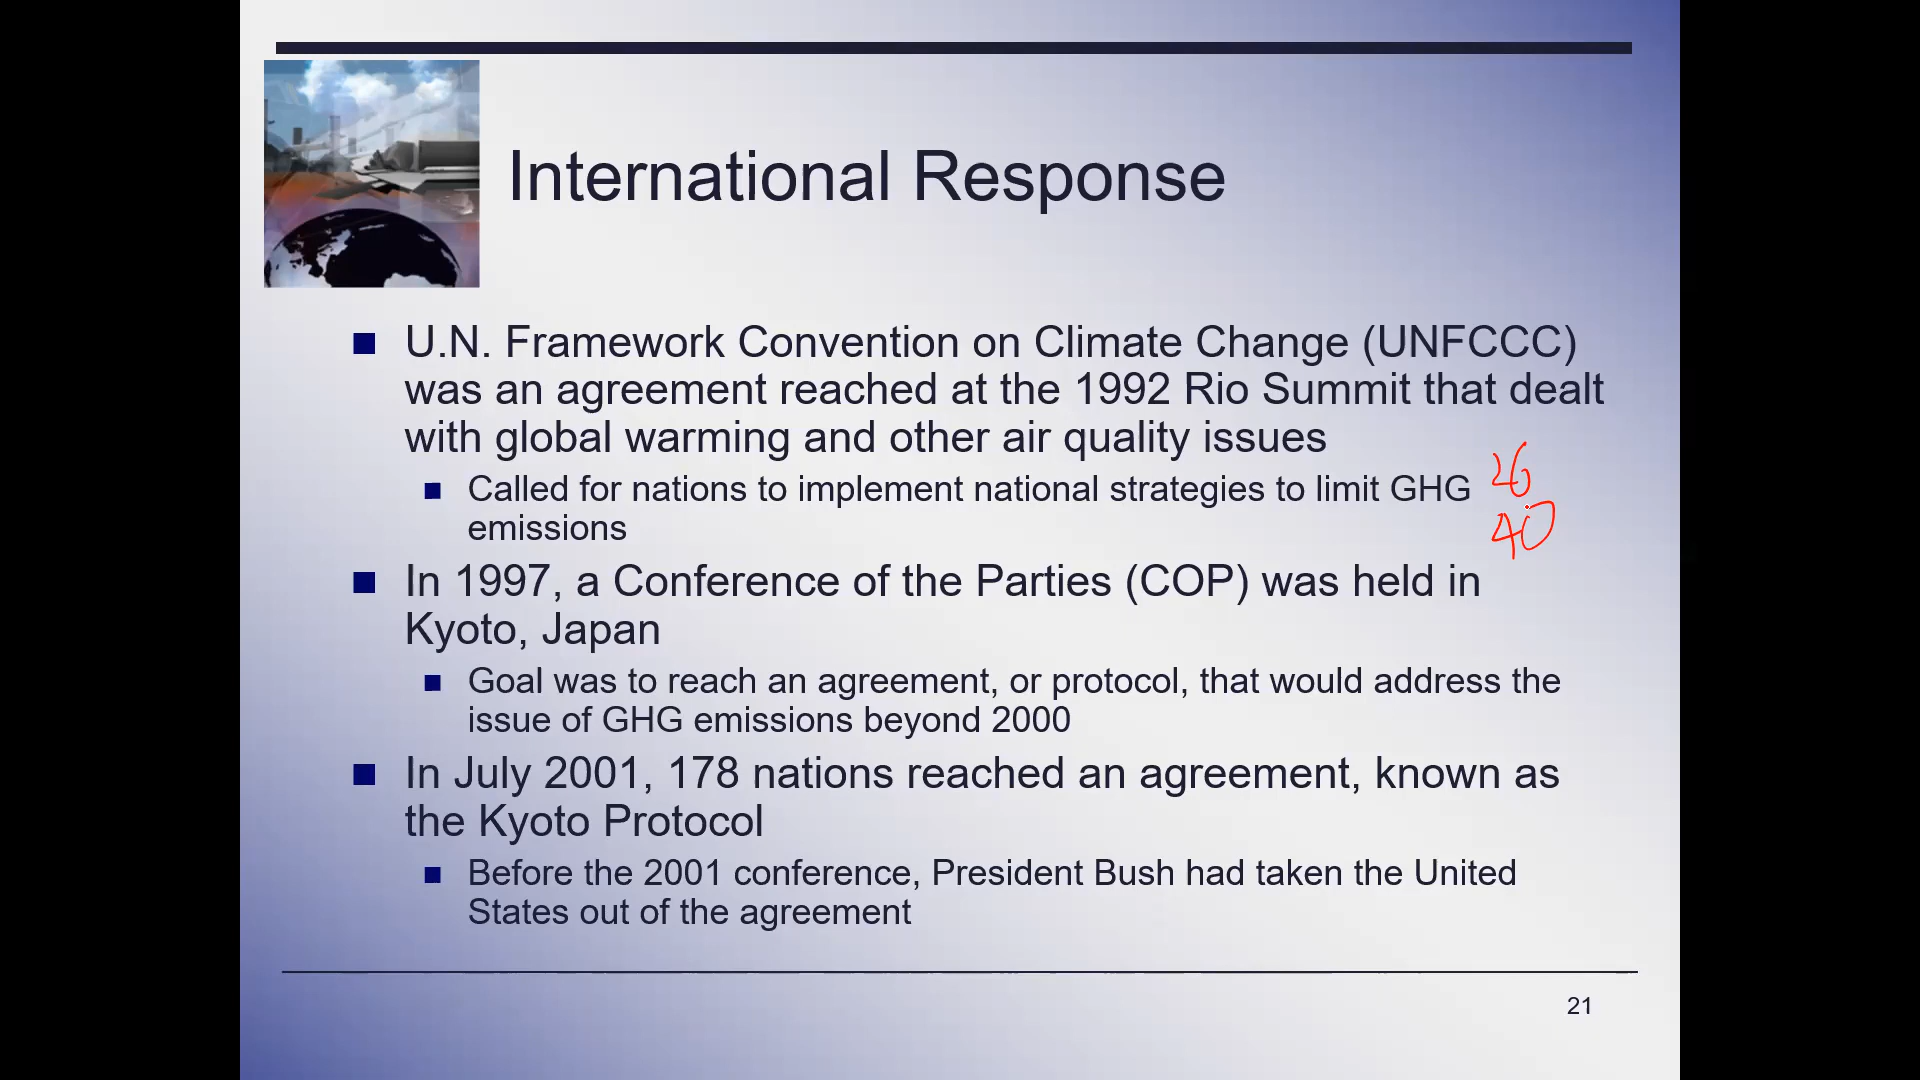 International Response
U.N. Framework Convention on Climate Change (UNFCCC)
was an agreement reached at the 1992 Rio Summit that dealt
with global warming and other air quality issues
Called for nations to implement national strategies to limit GHG
emissions
26
40
In 1997, a Conference of the Parties (COP) was held in
Kyoto, Japan
Goal was to reach an agreement, or protocol, that would address the
issue of GHG emissions beyond 2000
In July 2001, 178 nations reached an agreement, known as
the Kyoto Protocol
Before the 2001 conference, President Bush had taken the United
States out of the agreement
21